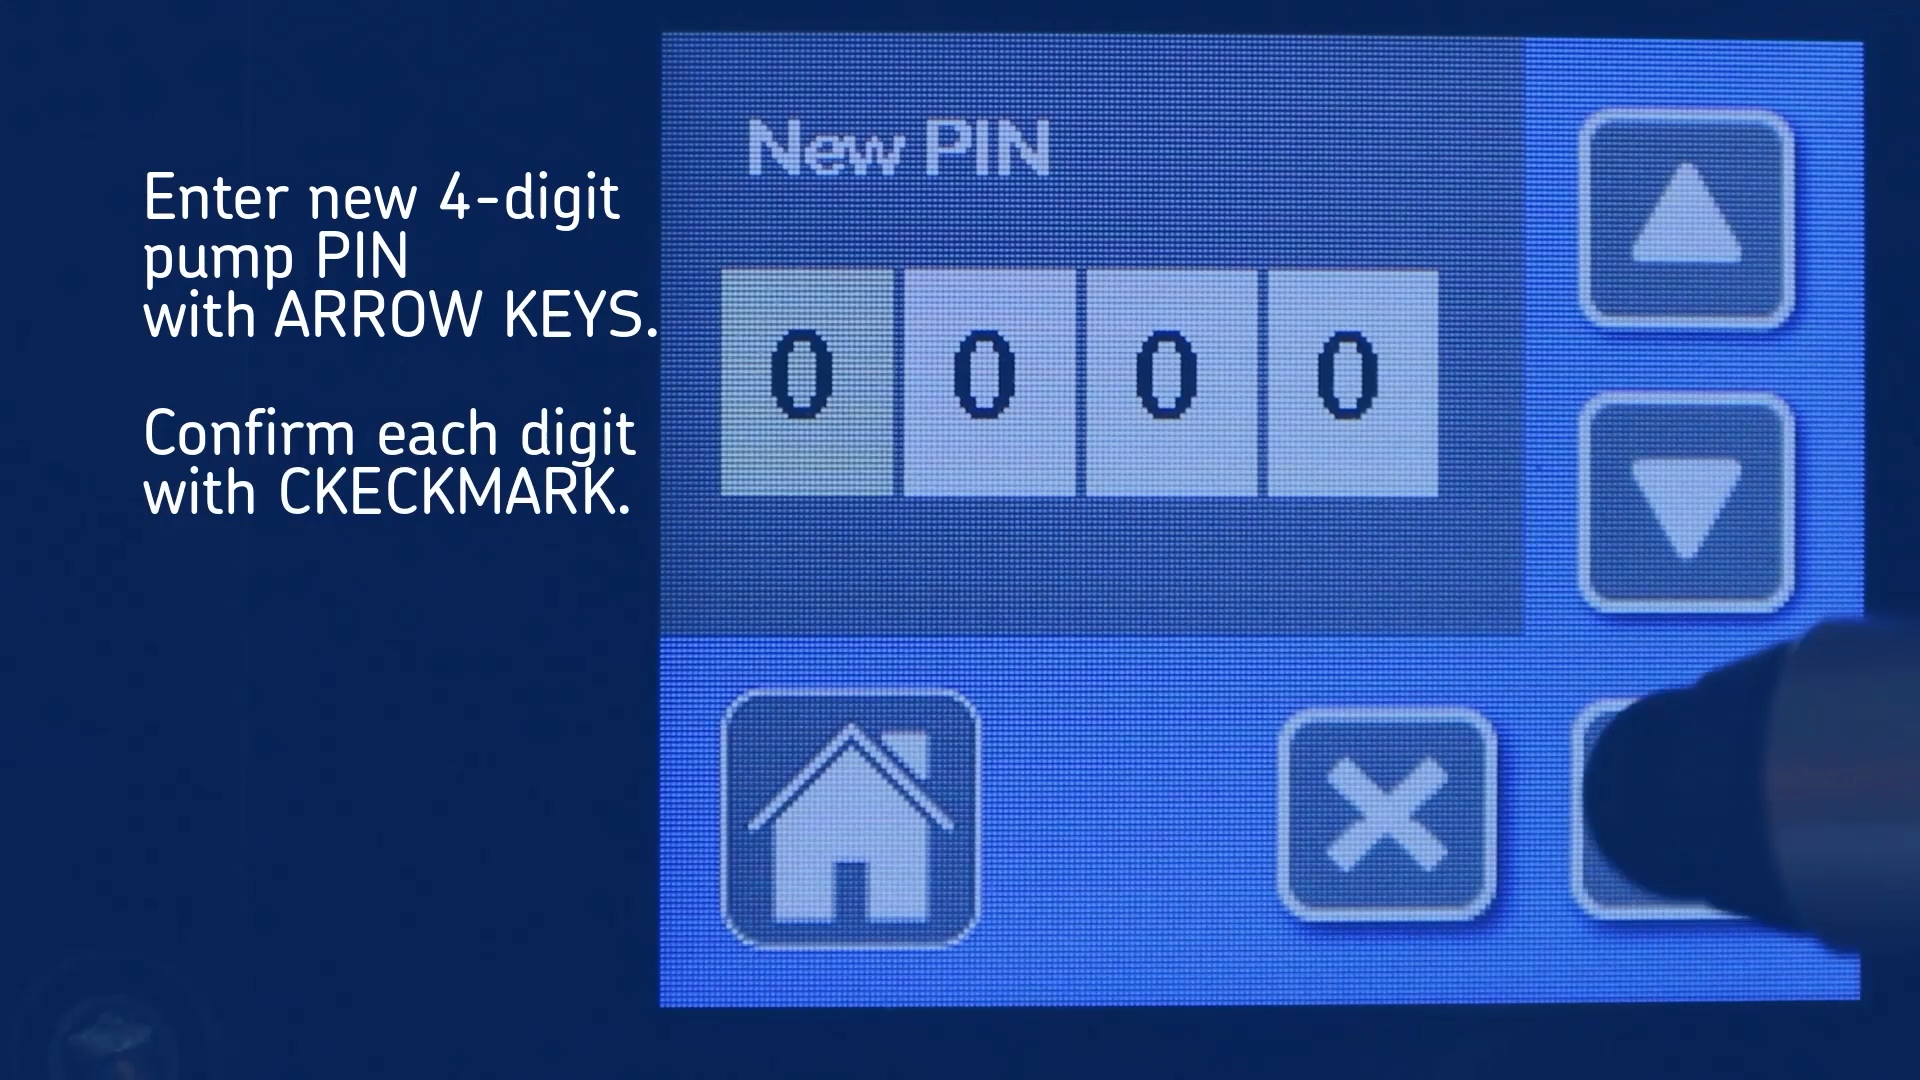 Enter new 4-digit
pump PIN
with ARROW KEYS.
Confirm each digit
with CKECKMARK.
New PIN
0 0 0 0